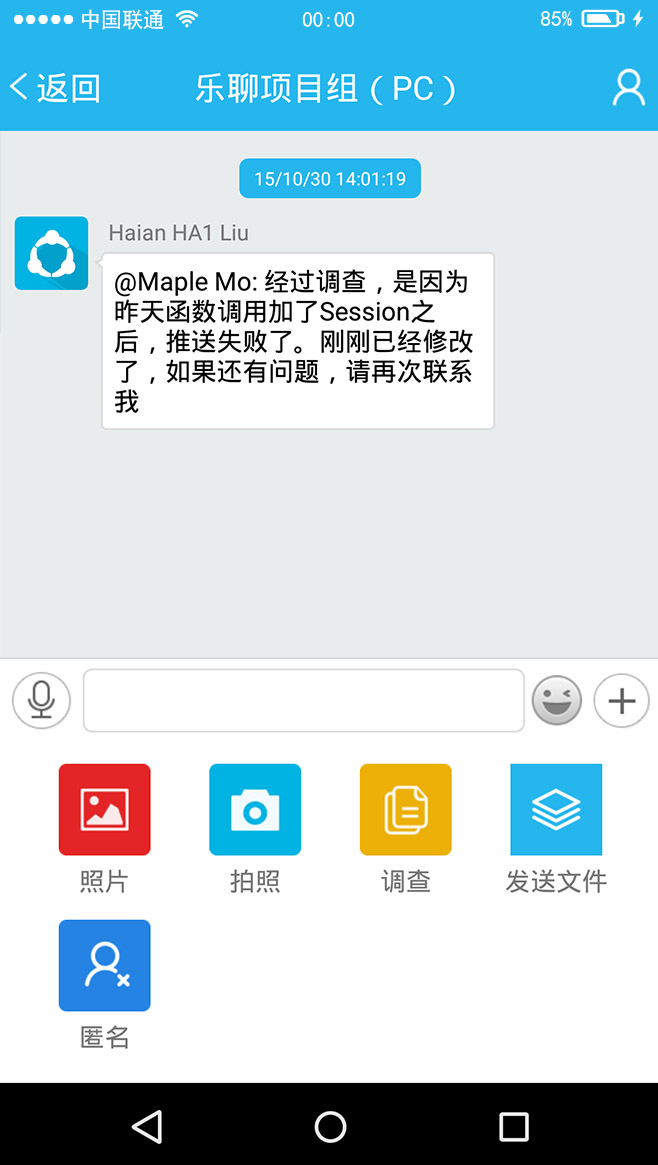 中国联通
00:00
85%
返回
乐聊项目组（PC）
15/10/30 14:01:19
Haian HA1 Liu
@Maple Mo: 经过调查，是因为
昨天函数调用加了Session之
后，推送失败了。刚刚已经修改
了，如果还有问题，请再次联系
我
照片
拍照
调查
发送文件
匿名